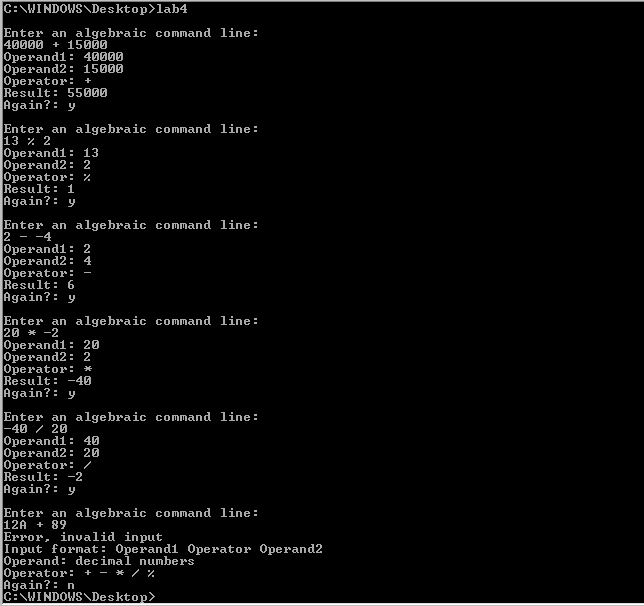 C:\WINDOWS\Desktop>lab4
Enter an algebraic command line:
40000 + 15000
Operand1: 40000
Operand2: 15000
Operator: +
Result: 55000
Again?: y
Enter an algebraic command line:
13 % 2
Operand1: 13
Operand2: 2
Operator: %
Result: 1
Again?: y
Enter an algebraic command line:
2 - -4
Operand1: 2
Operand2: 4
Operator: -
Result: 6
Again?: y
Enter an algebraic command line:
20 * -2
Operand1: 20
Operand2: 2
Operator: *
Result: -40
Again?: y
Enter an algebraic command line:
-40 / 20
Operand1: 40
Operand2: 20
Operator: /
Result: -2
Again?: y
Enter an algebraic command line:
12A + 89
Error, invalid input
Input format: Operand1 Operator Operand2
Operand: decimal numbers
Operator: + - * / %
Again?: n
C:\WINDOWS\Desktop>